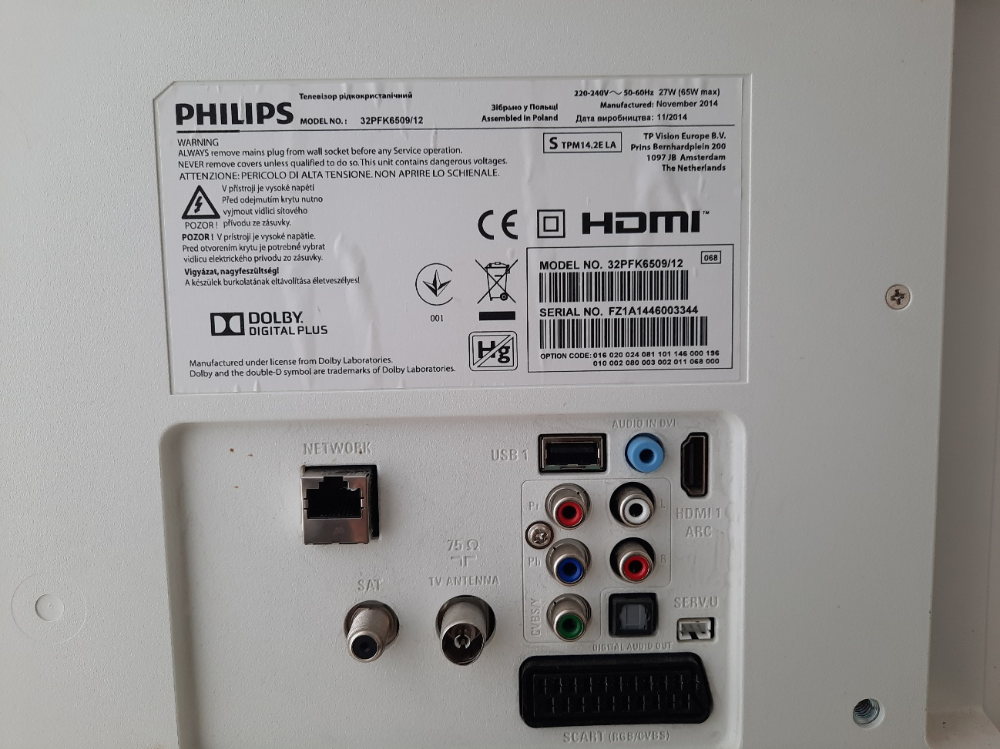 PHILIPS
Телевізор рідкокристалічний
MODEL NO. : 32PFK6509/12
Зібрано у Польщі
Assembled in Poland
220-240V~ 50-60Hz 27W (65W max)
Manufactured: November 2014
Дата виробництва: 11/2014
WARNING
ALWAYS remove mains plug from wall socket before any Service operation.
NEVER remove covers unless qualified to do so. This unit contains dangerous voltages.
ATTENZIONE: PERICOLO DI ALTA TENSIONE. NON APRIRE LO SCHIENALE.
S TPM14.2E LA
TP Vision Europe B.V.
Prins Bernhardplein 200
1097 JB Amsterdam
The Netherlands
V přístroji je vysoké napětí
Před odejmutím krytu nutno
vyjmout vidlici síťového
POZOR ! přívodu ze zásuvky.
POZOR ! V prístroji je vysoké napätie.
Pred otvorením krytu je potrebné vybrat
vidlicu elektrického prívodu zo zásuvky.
Vigyázat, nagyfeszültség!
A készülek burkolatának eltávolítása életveszélyes!
CE
HDMI™
001
Hg
DOLBY.
DIGITAL PLUS
Manufactured under license from Dolby Laboratories.
Dolby and the double-D symbol are trademarks of Dolby Laboratories.
MODEL NO. 32PFK6509/12
068
SERIAL NO. FZ1A1446003344
OPTION CODE: 016 020 024 081 101 146 000 196
010 002 080 003 002 011 068 000
NETWORK
USB 1
AUDIO IN DVI
HDMI 1
ARC
Pr
L
Pb
R
CVBS/Y
75 Ω
TV ANTENNA
SAT
SERV.U
DIGITAL AUDIO OUT
SCART (RGB/CVBS)